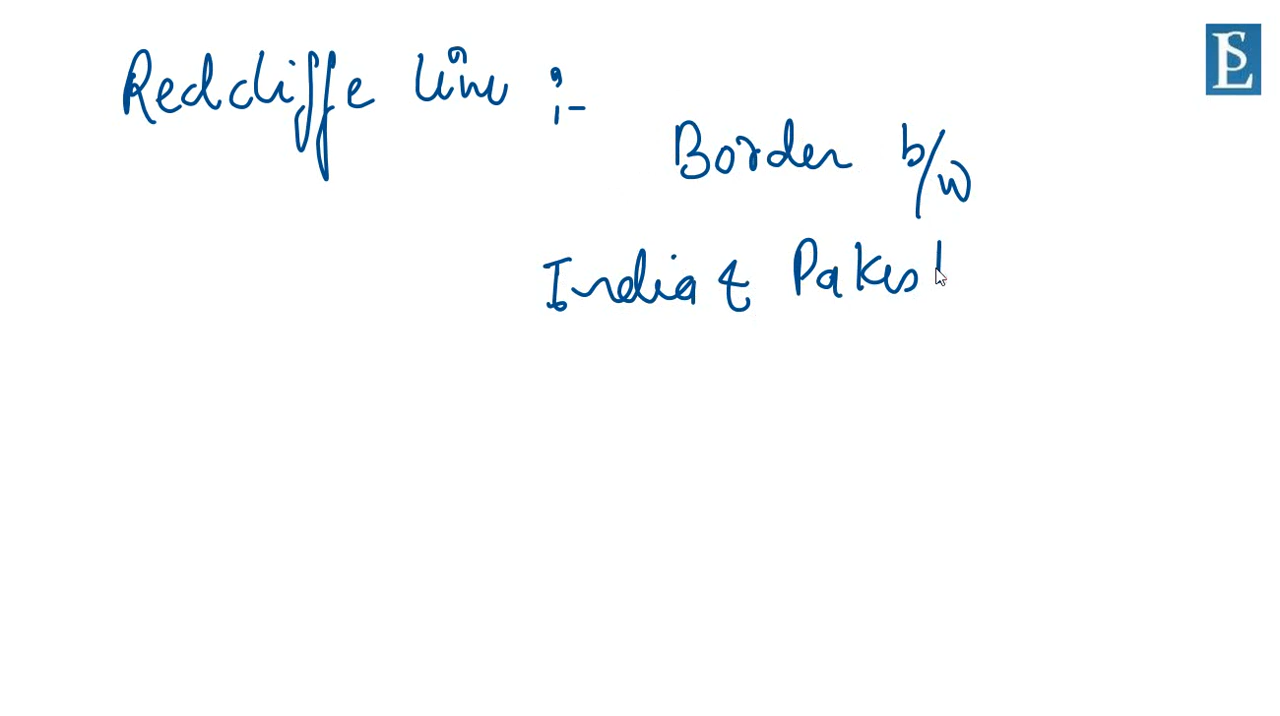 Redcliffe line :-
Border b/w
India & Pakist